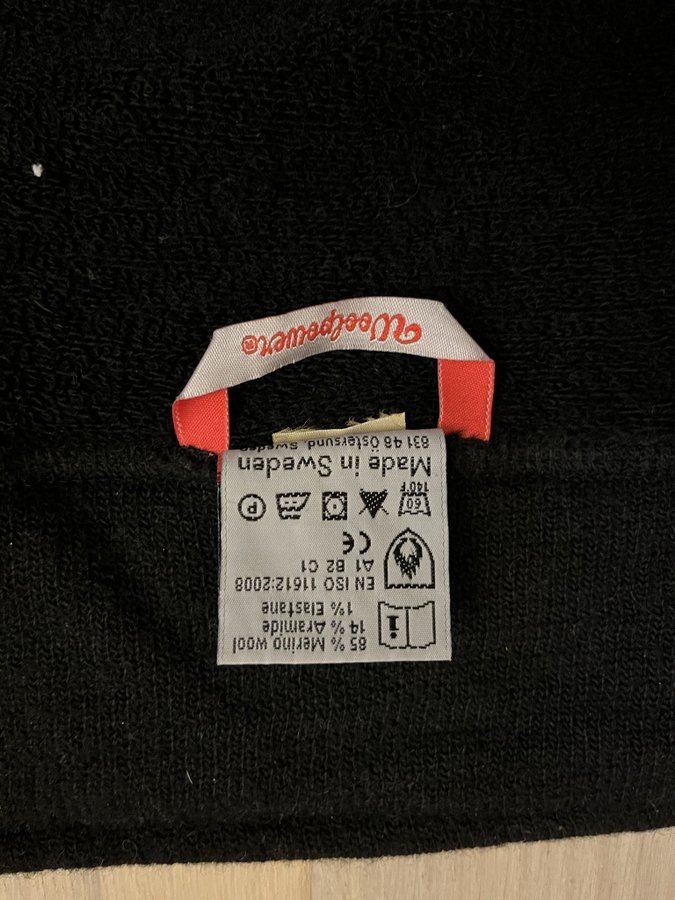 85 % Merino wool
14 % Aramide
1% Elastane
EN ISO 11612:2008
A1 B2 C1
CE
60 P
140°F
Made in Sweden
831 48 Östersund, Sweden
Woolpower®